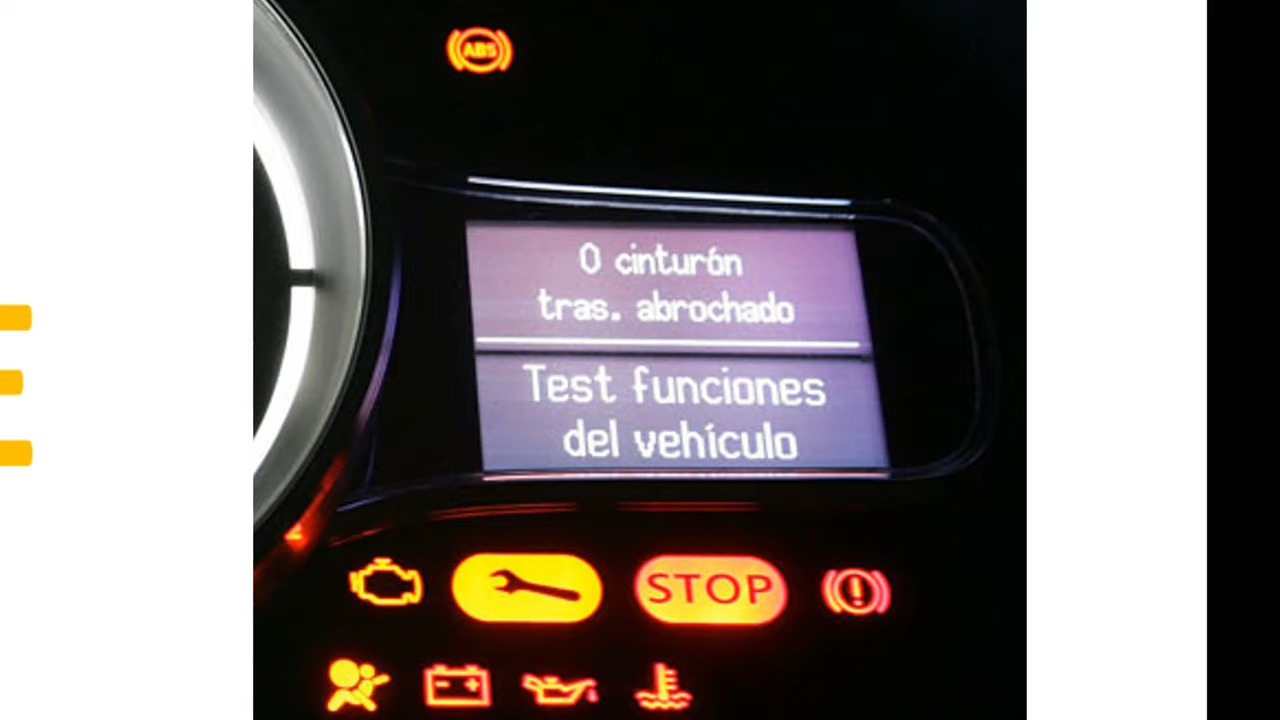 ABS
0 cinturón
tras. abrochado
Test funciones
del vehículo
STOP